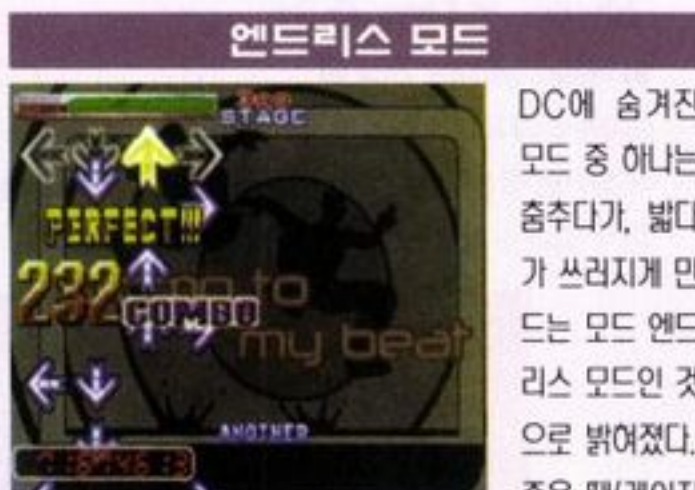 엔드리스 모드
STAGE
PERFECT!!!
232 COMBO
to
my beat
ANOTHER
DC에 숨겨진
모드 중 하나는
춤추다가, 밟다
가 쓰러지게 만
드는 모드 엔드
리스 모드인 것
으로 밝여졌다.